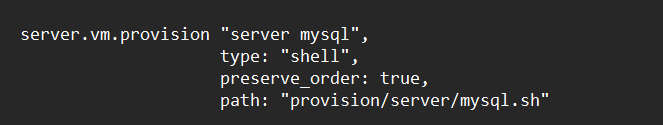 server.vm.provision "server mysql",
type: "shell",
preserve_order: true,
path: "provision/server/mysql.sh"